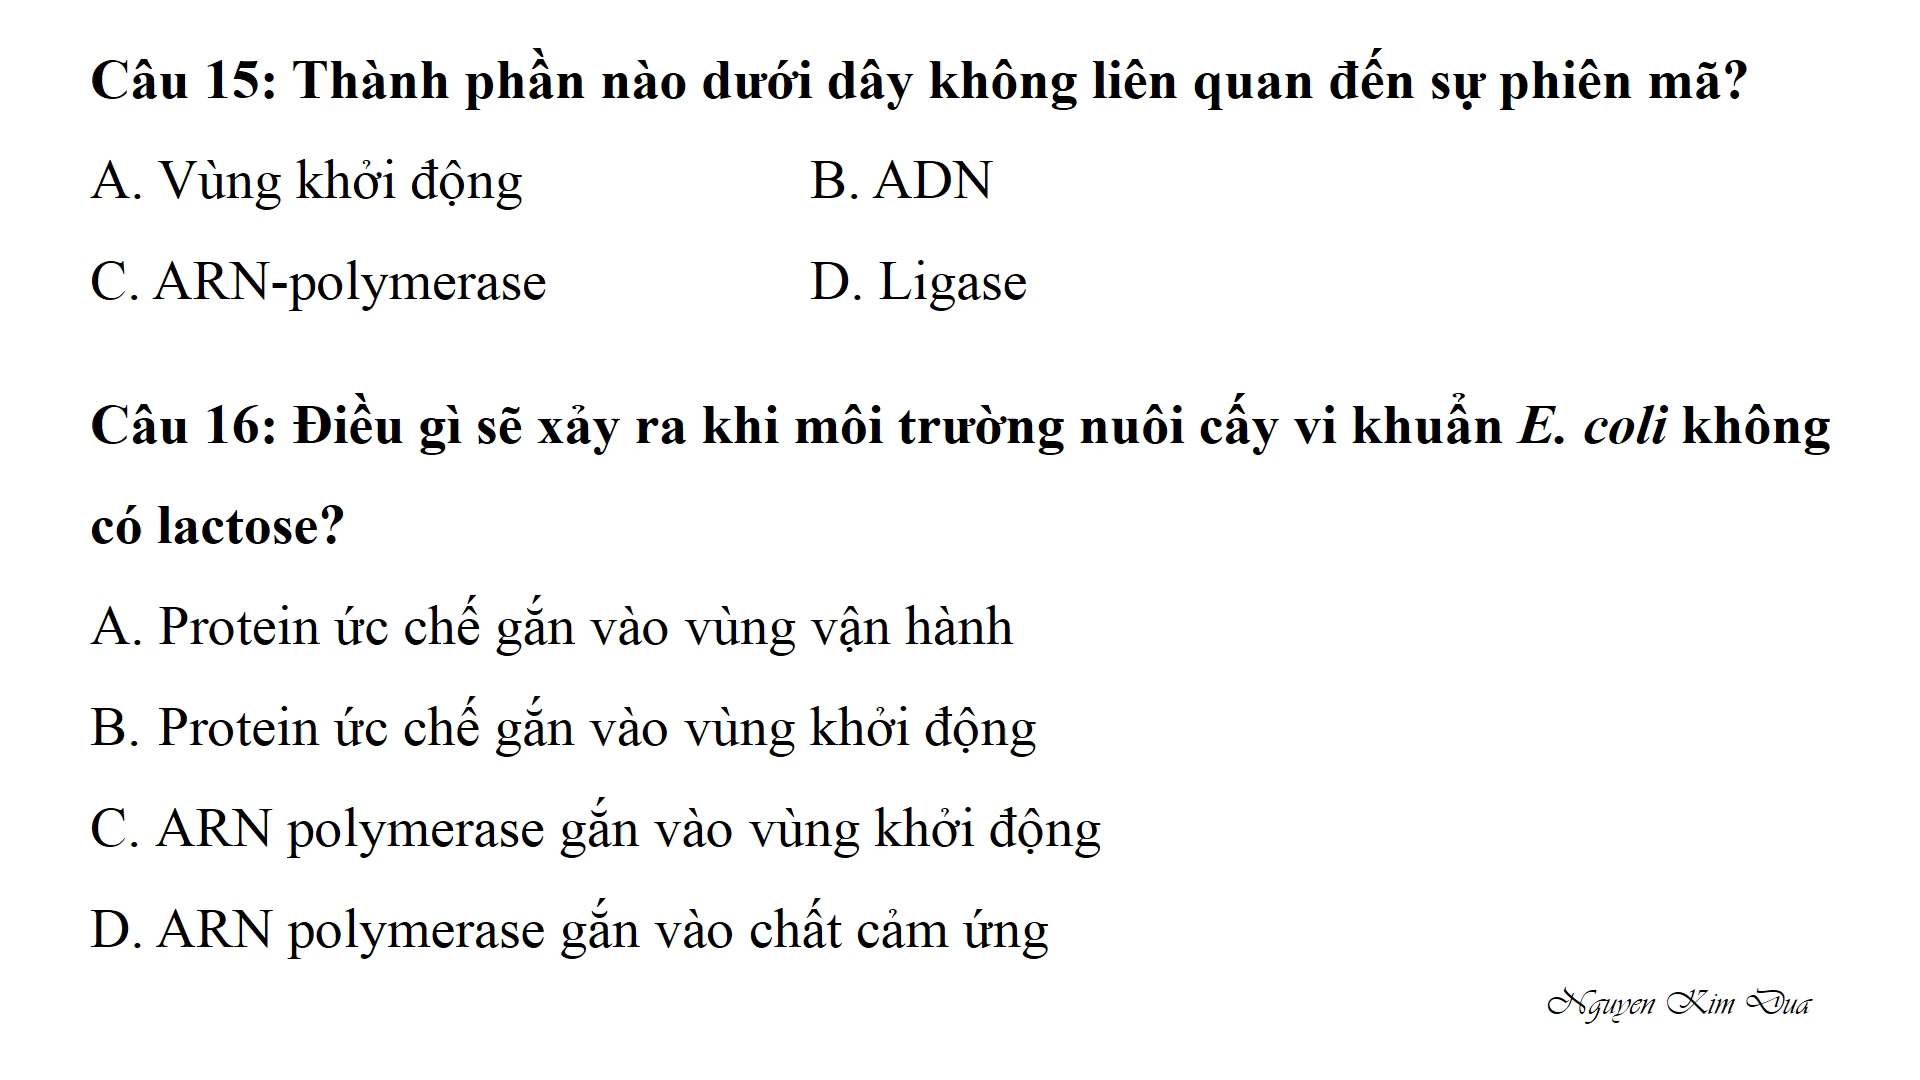 Câu 15: Thành phần nào dưới dây không liên quan đến sự phiên mã?
A. Vùng khởi động B. ADN
C. ARN-polymerase D. Ligase
Câu 16: Điều gì sẽ xảy ra khi môi trường nuôi cấy vi khuẩn E. coli không
có lactose?
A. Protein ức chế gắn vào vùng vận hành
B. Protein ức chế gắn vào vùng khởi động
C. ARN polymerase gắn vào vùng khởi động
D. ARN polymerase gắn vào chất cảm ứng
Nguyen Kim Dua